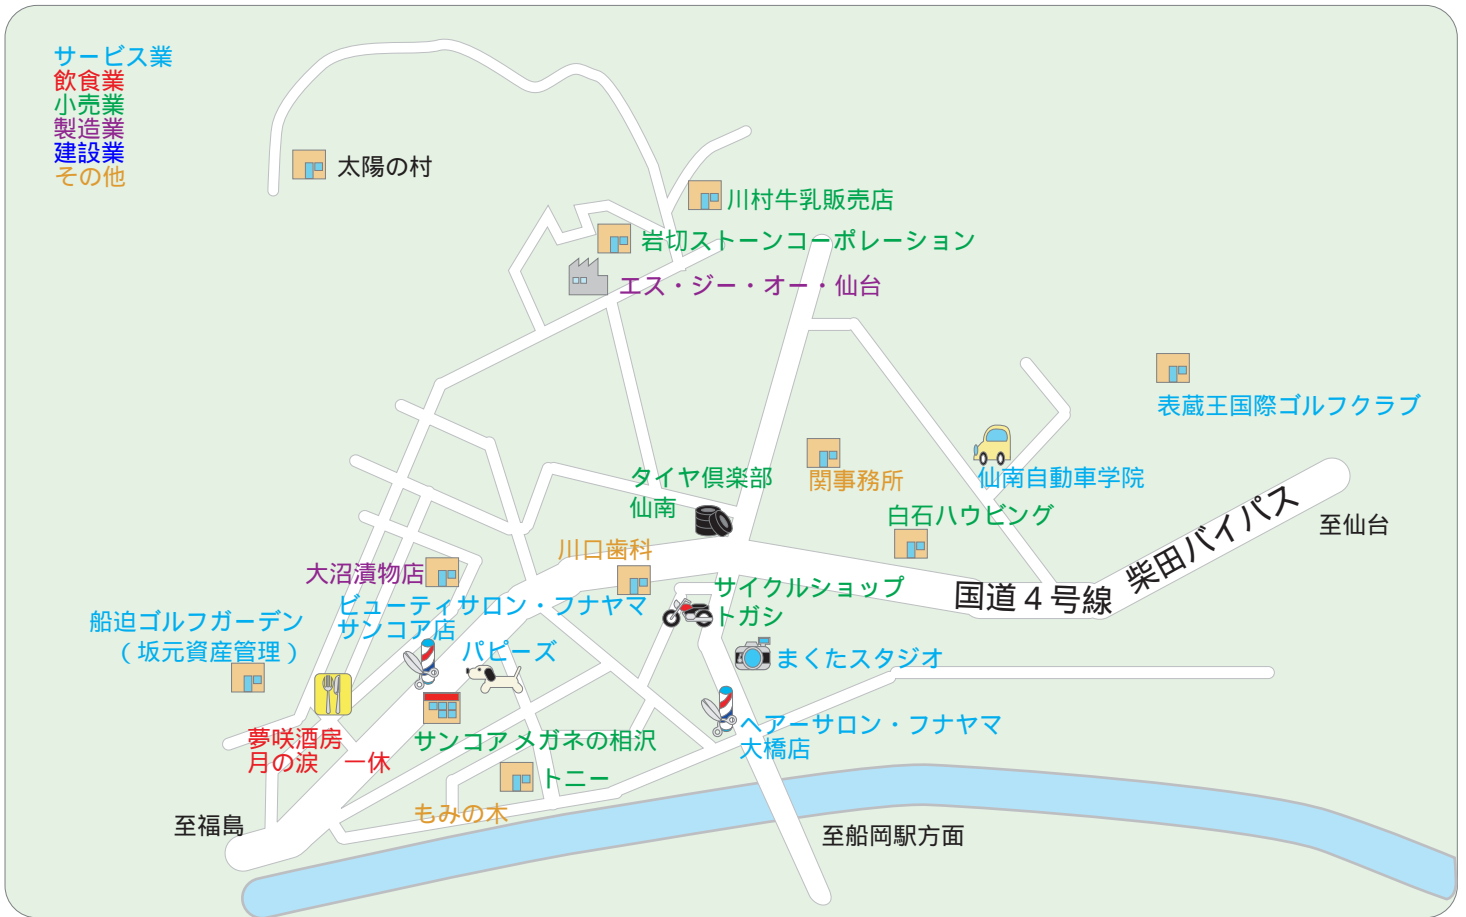 サービス業
飲食業
小売業
製造業
建設業
その他
太陽の村
川村牛乳販売店
岩切ストーンコーポレーション
エス・ジー・オー・仙台
表蔵王国際ゴルフクラブ
タイヤ倶楽部
仙南
関事務所
仙南自動車学院
白石ハウビング
至仙台
柴田バイパス
国道４号線
川口歯科
大沼漬物店
サイクルショップ
トガシ
船迫ゴルフガーデン
（坂元資産管理）
ビューティサロン・フナヤマ
サンコア店
パピーズ
まくたスタジオ
ヘアーサロン・フナヤマ
大橋店
夢咲酒房
月の涙　一休
サンコアメガネの相沢
トニー
もみの木
至福島
至船岡駅方面